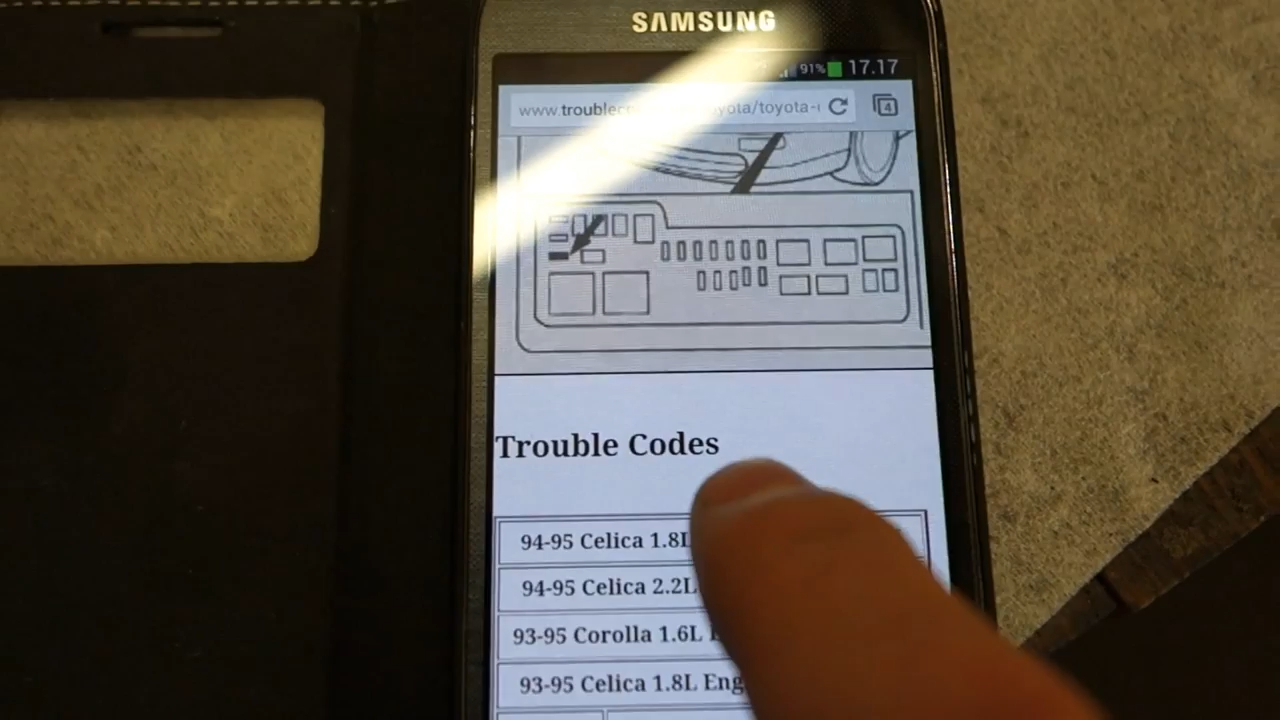 SAMSUNG
91% 17.17
www.troublec yota/toyota-
4
Trouble Codes
94-95 Celica 1.8L
94-95 Celica 2.2L
93-95 Corolla 1.6L
93-95 Celica 1.8L Eng